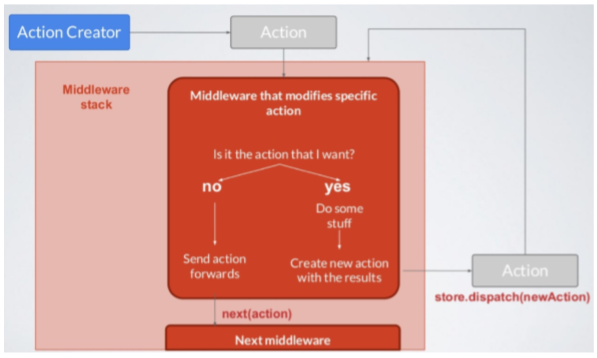 Action Creator
Action
Middleware
stack
Middleware that modifies specific
action
Is it the action that I want?
no
yes
Do some
stuff
Send action
forwards
Create new action
with the results
Action
store.dispatch(newAction)
next(action)
Next middleware